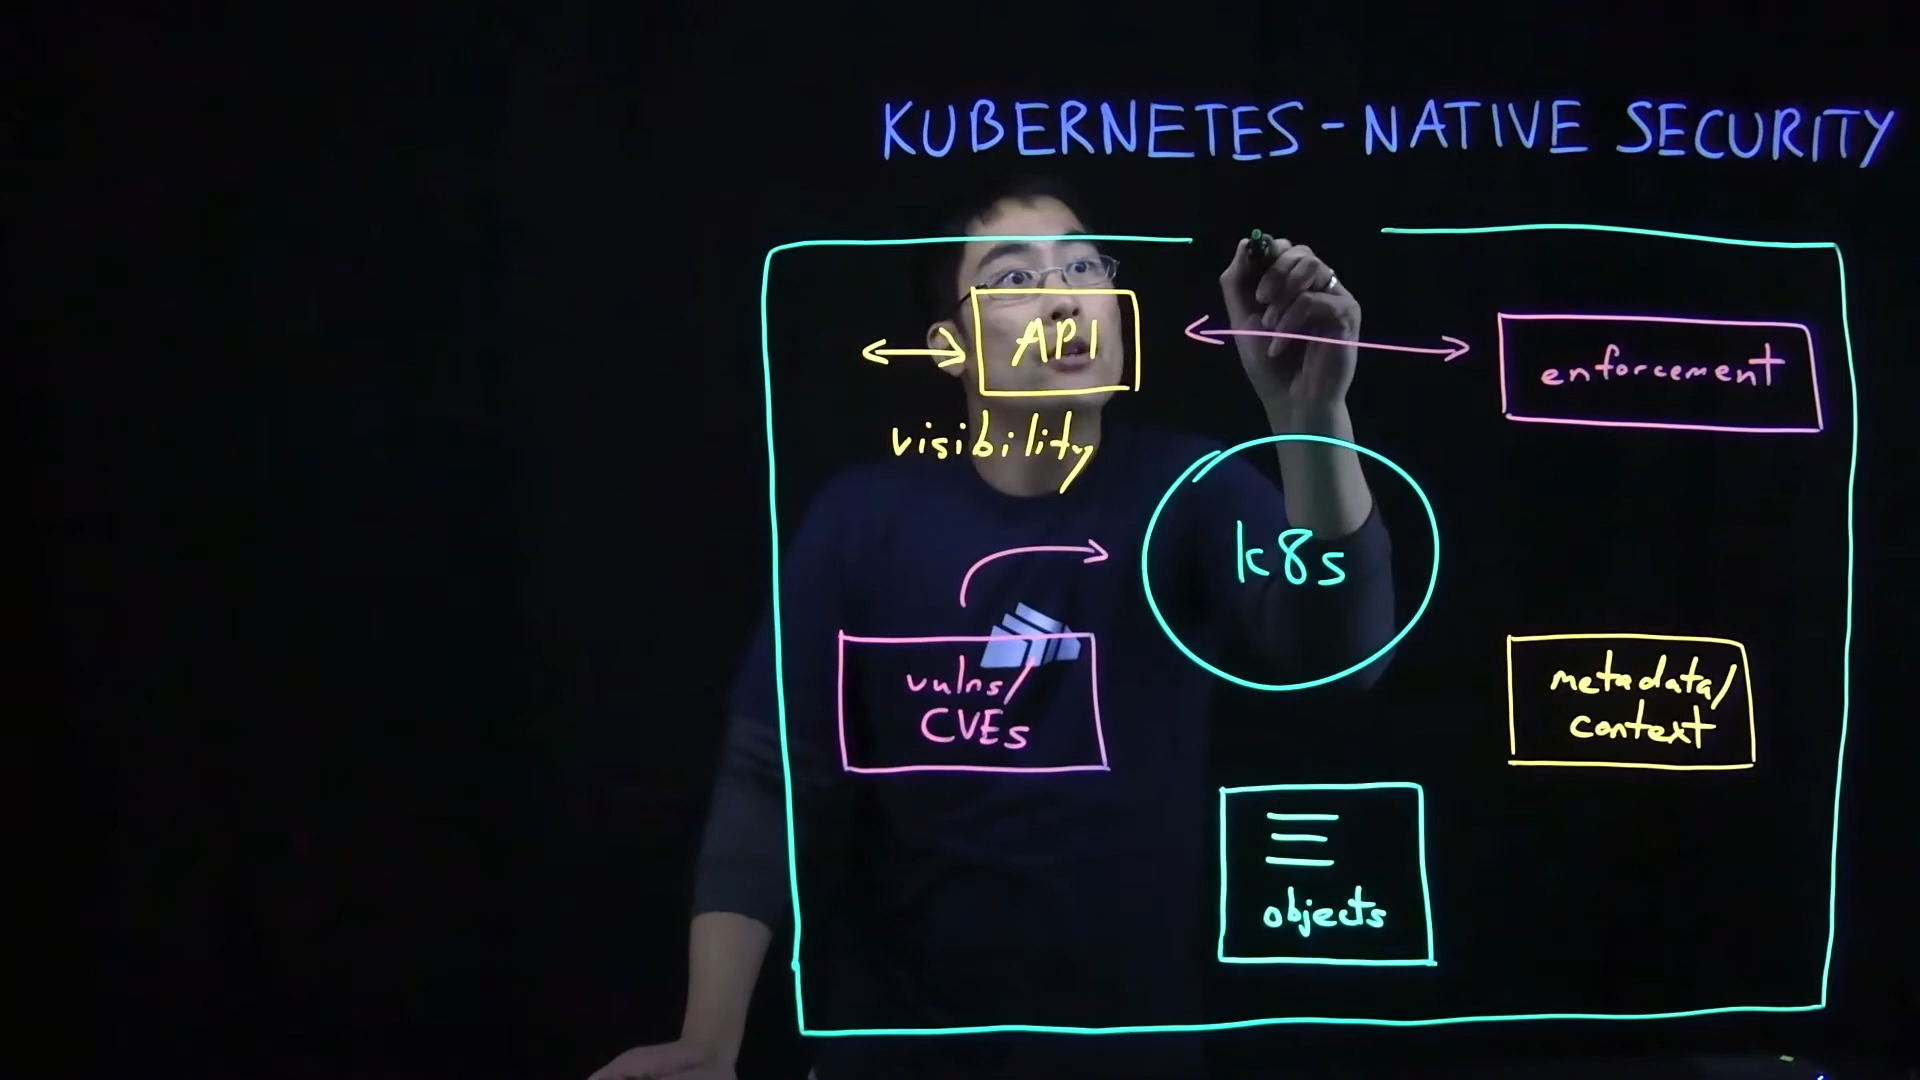 KUBERNETES-NATIVE SECURITY
API
visibility
enforcement
k8s
vulns/
CVEs
metadata/
context
objects